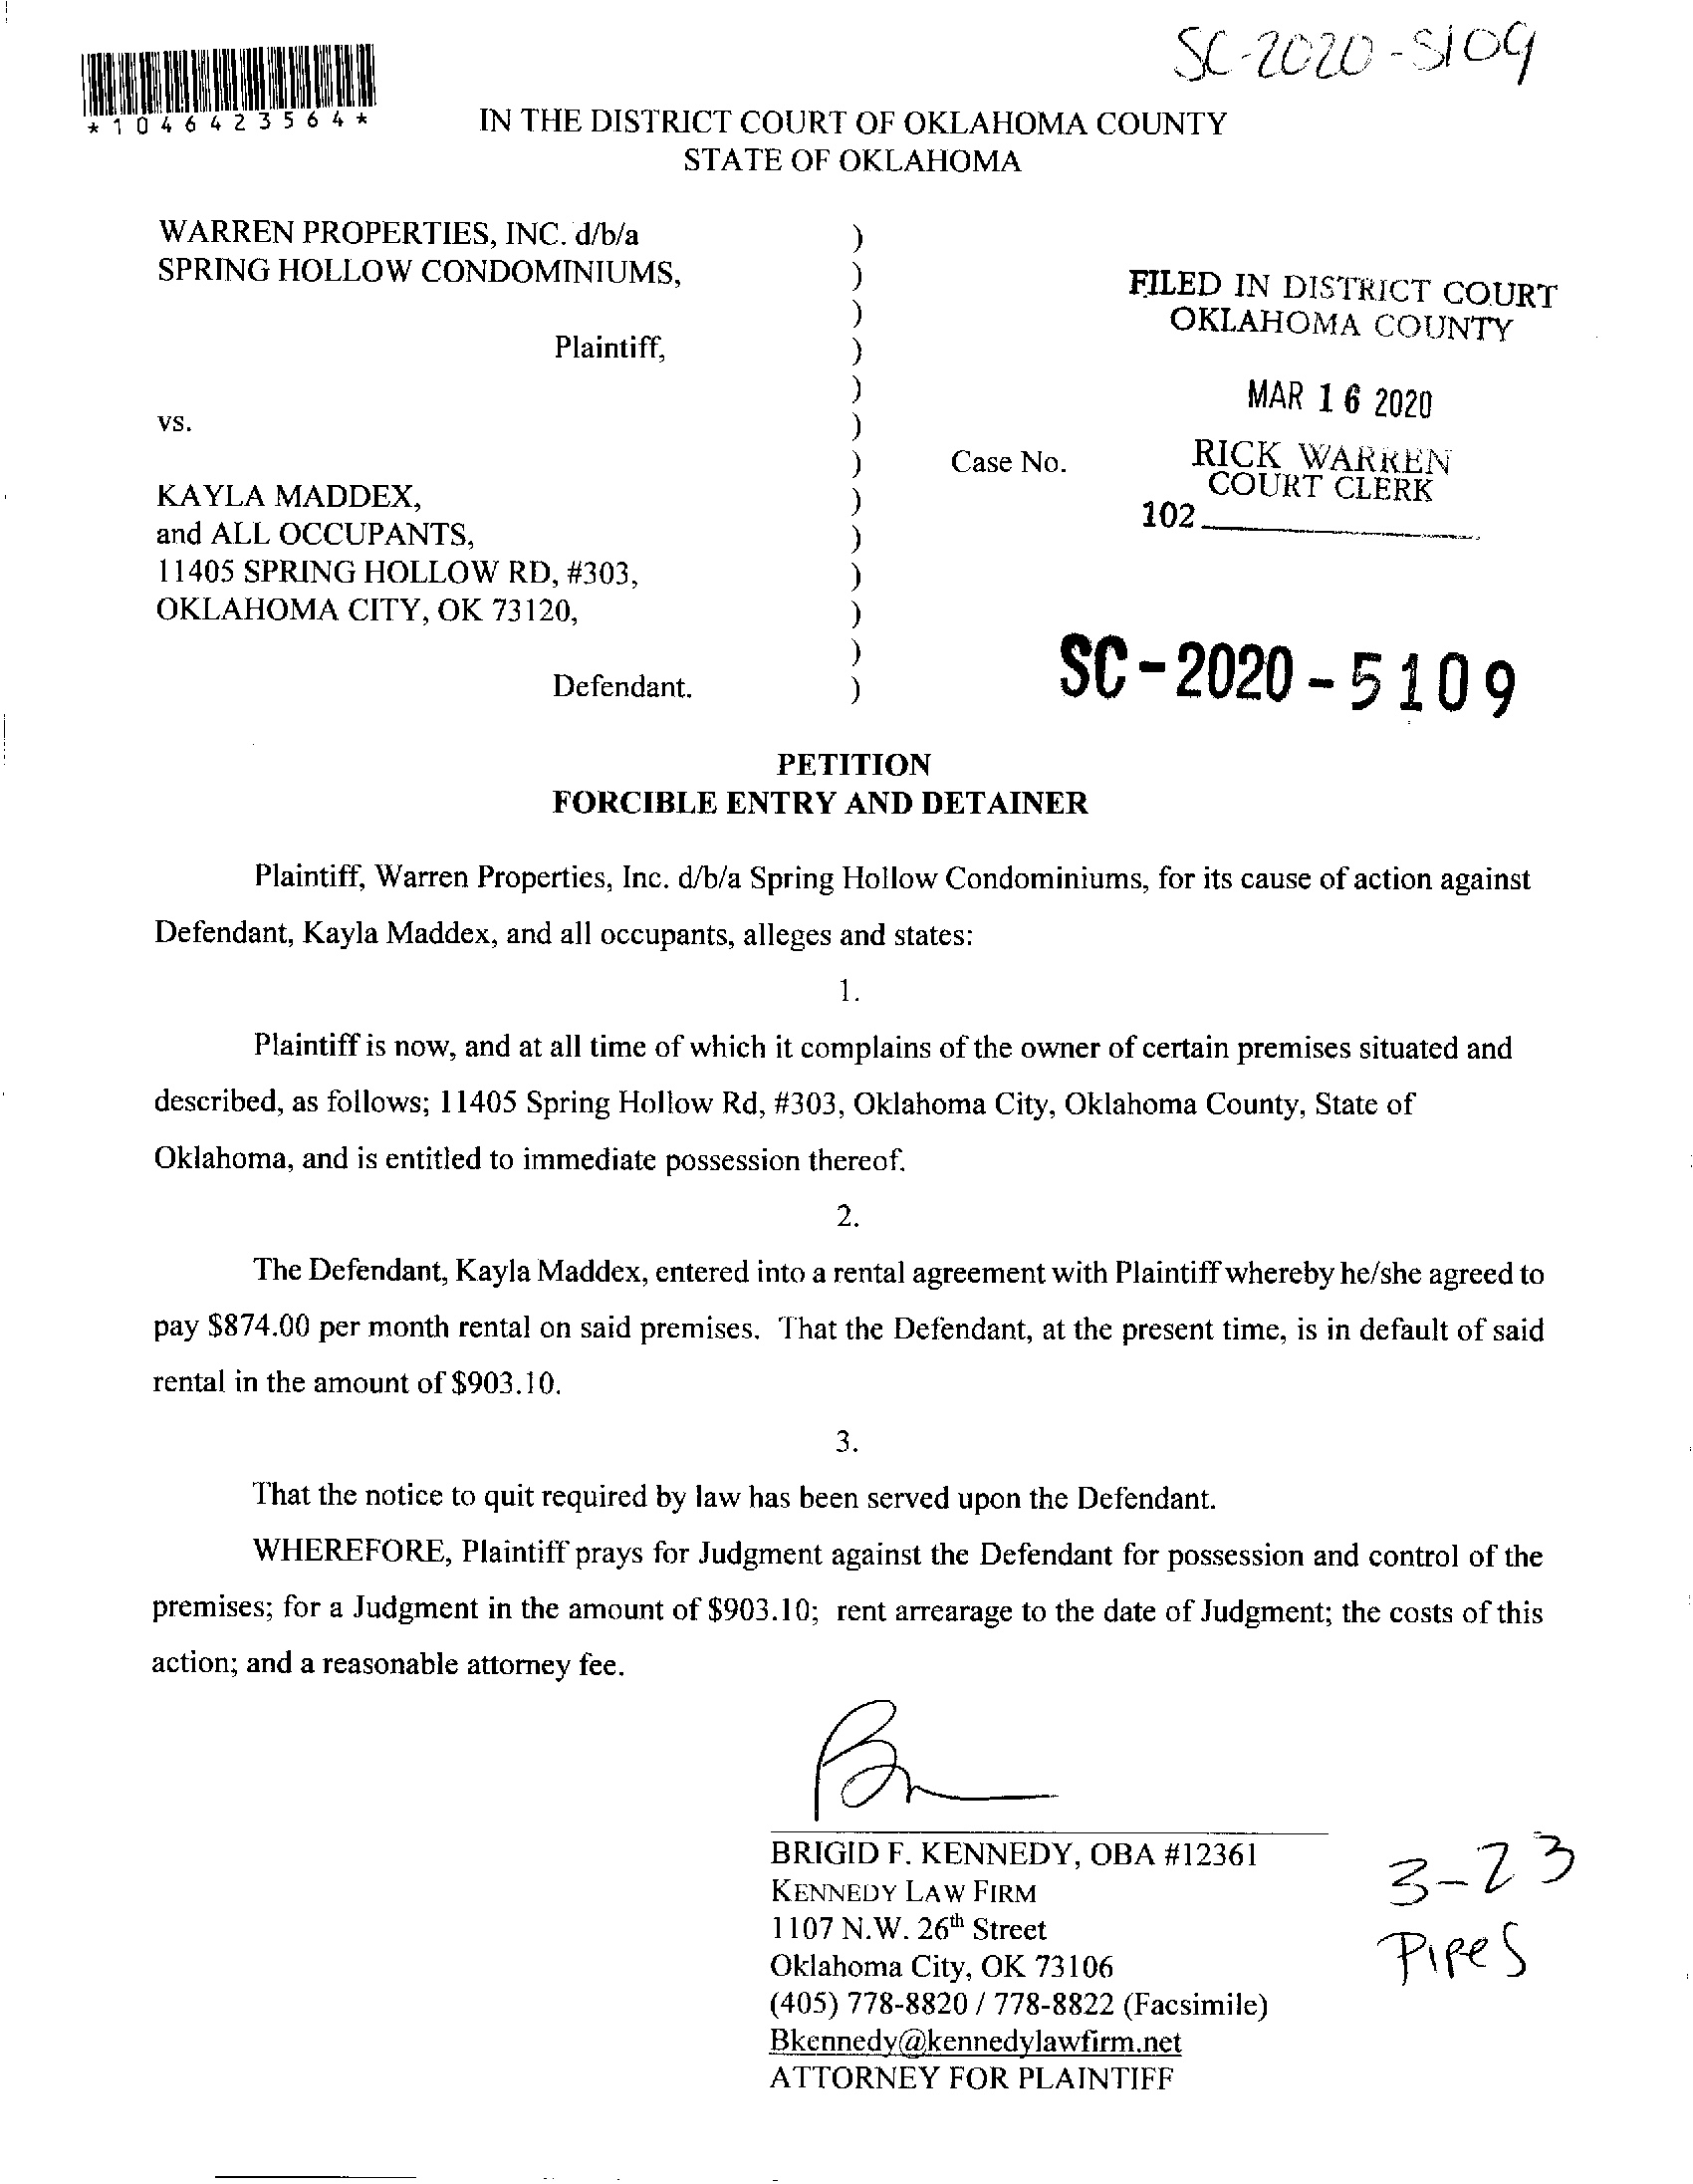 SC-2020-5109
*1046423564*
IN THE DISTRICT COURT OF OKLAHOMA COUNTY
STATE OF OKLAHOMA
WARREN PROPERTIES, INC. d/b/a )
SPRING HOLLOW CONDOMINIUMS, )
)
Plaintiff, )
)
vs. )
)
KAYLA MADDEX, )
and ALL OCCUPANTS, )
11405 SPRING HOLLOW RD, #303, )
OKLAHOMA CITY, OK 73120, )
)
Defendant. )
FILED IN DISTRICT COURT
OKLAHOMA COUNTY
MAR 16 2020
Case No.
RICK WARREN
COURT CLERK
102
SC-2020-5109
PETITION
FORCIBLE ENTRY AND DETAINER
Plaintiff, Warren Properties, Inc. d/b/a Spring Hollow Condominiums, for its cause of action against
Defendant, Kayla Maddex, and all occupants, alleges and states:
1.
Plaintiff is now, and at all time of which it complains of the owner of certain premises situated and
described, as follows; 11405 Spring Hollow Rd, #303, Oklahoma City, Oklahoma County, State of
Oklahoma, and is entitled to immediate possession thereof.
2.
The Defendant, Kayla Maddex, entered into a rental agreement with Plaintiff whereby he/she agreed to
pay $874.00 per month rental on said premises. That the Defendant, at the present time, is in default of said
rental in the amount of $903.10.
3.
That the notice to quit required by law has been served upon the Defendant.
WHEREFORE, Plaintiff prays for Judgment against the Defendant for possession and control of the
premises; for a Judgment in the amount of $903.10; rent arrearage to the date of Judgment; the costs of this
action; and a reasonable attorney fee.
BRIGID F. KENNEDY, OBA #12361
KENNEDY LAW FIRM
1107 N.W. 26th Street
Oklahoma City, OK 73106
(405) 778-8820 / 778-8822 (Facsimile)
Bkennedy@kennedylawfirm.net
ATTORNEY FOR PLAINTIFF
3-23
Pipes